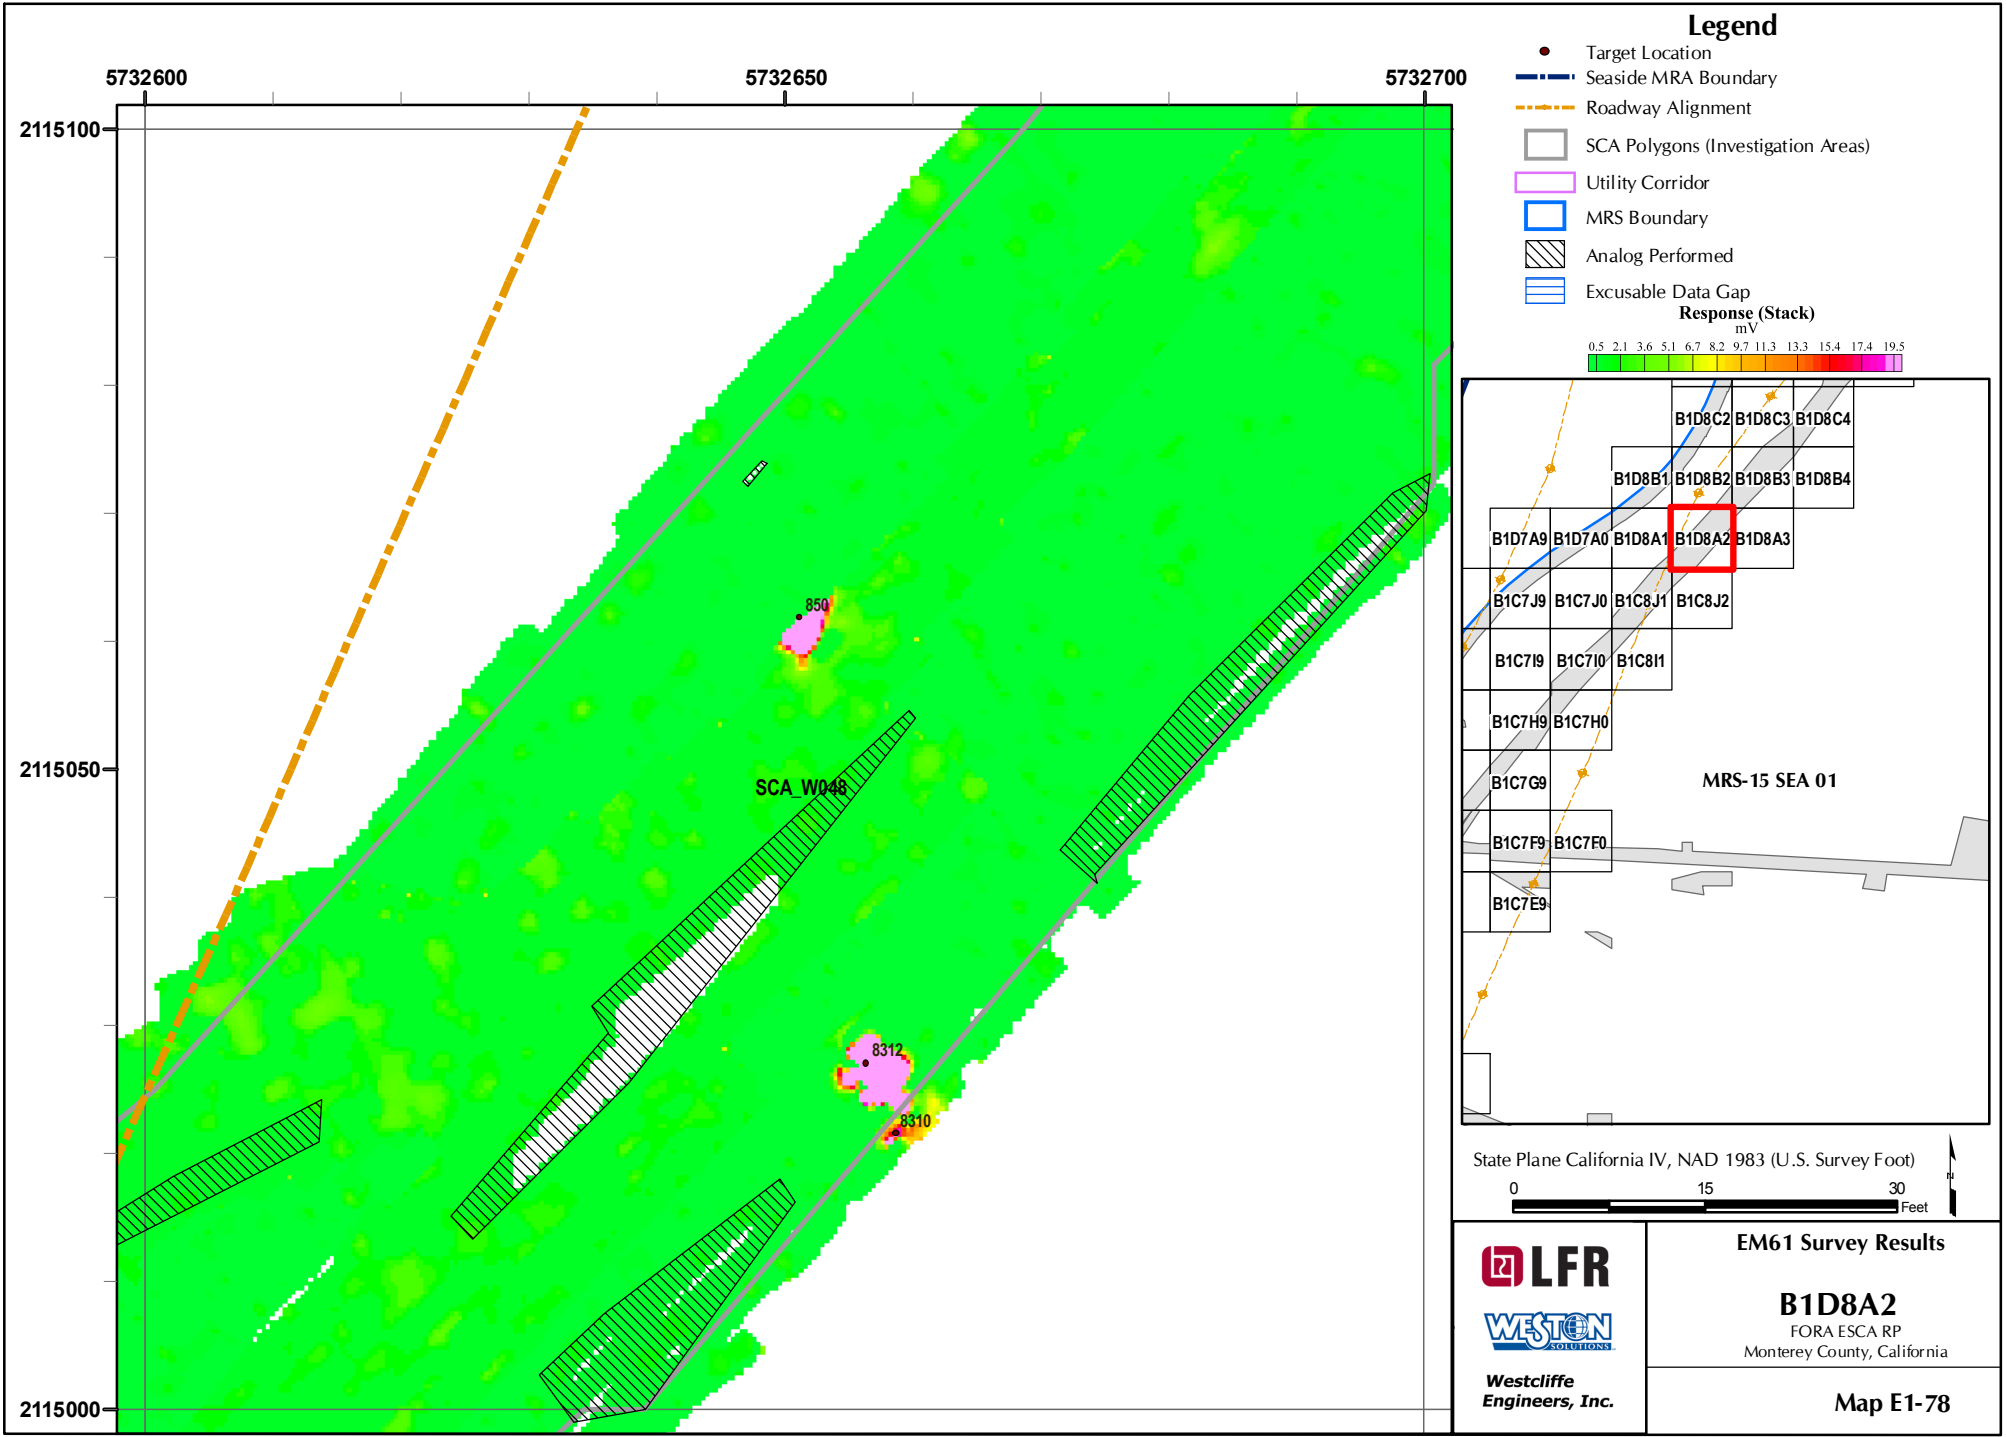 5732600
5732650
5732700
2115100
2115050
2115000
850
SCA_W048
8312
8310
Legend
Target Location
Seaside MRA Boundary
Roadway Alignment
SCA Polygons (Investigation Areas)
Utility Corridor
MRS Boundary
Analog Performed
Excusable Data Gap
Response (Stack)
mV
0.5 2.1 3.6 5.1 6.7 8.2 9.7 11.3 13.3 15.4 17.4 19.5
B1D8C2 B1D8C3 B1D8C4
B1D8B1 B1D8B2 B1D8B3 B1D8B4
B1D7A9 B1D7A0 B1D8A1 B1D8A2 B1D8A3
B1C7J9 B1C7J0 B1C8J1 B1C8J2
B1C7I9 B1C7I0 B1C8I1
B1C7H9 B1C7H0
B1C7G9
MRS-15 SEA 01
B1C7F9 B1C7F0
B1C7E9
State Plane California IV, NAD 1983 (U.S. Survey Foot)
0 15 30
Feet
N
LFR
WESTON
SOLUTIONS
Westcliffe
Engineers, Inc.
EM61 Survey Results
B1D8A2
FORA ESCA RP
Monterey County, California
Map E1-78